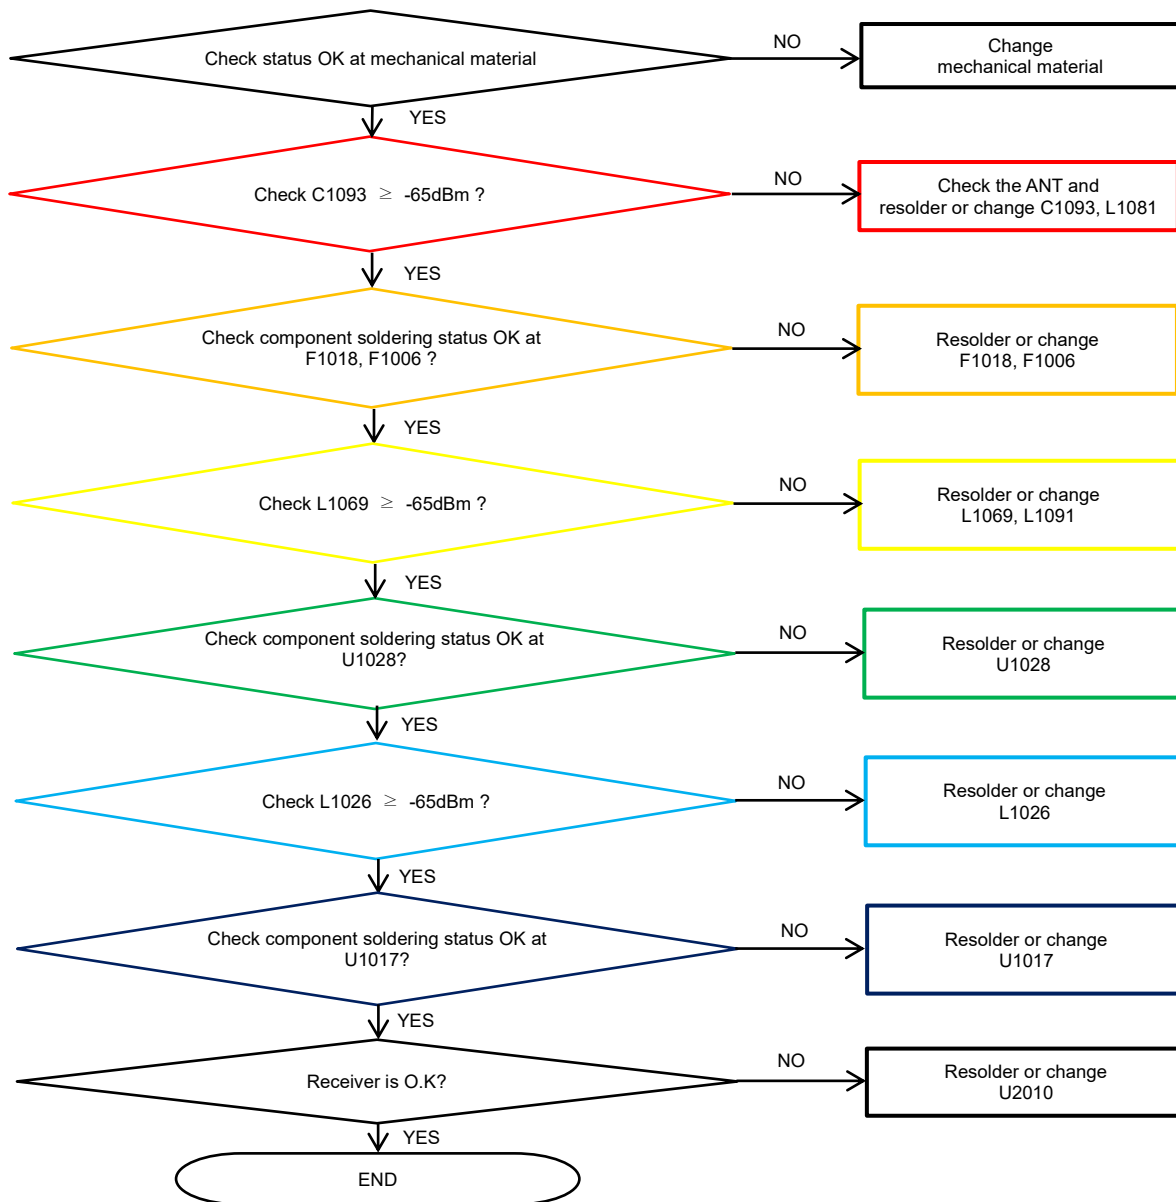 Check status OK at mechanical material
NO
Change
mechanical material
YES
Check C1093 ≥ -65dBm ?
NO
Check the ANT and
resolder or change C1093, L1081
YES
Check component soldering status OK at
F1018, F1006 ?
NO
Resolder or change
F1018, F1006
YES
Check L1069 ≥ -65dBm ?
NO
Resolder or change
L1069, L1091
YES
Check component soldering status OK at
U1028?
NO
Resolder or change
U1028
YES
Check L1026 ≥ -65dBm ?
NO
Resolder or change
L1026
YES
Check component soldering status OK at
U1017?
NO
Resolder or change
U1017
YES
Receiver is O.K?
NO
Resolder or change
U2010
YES
END